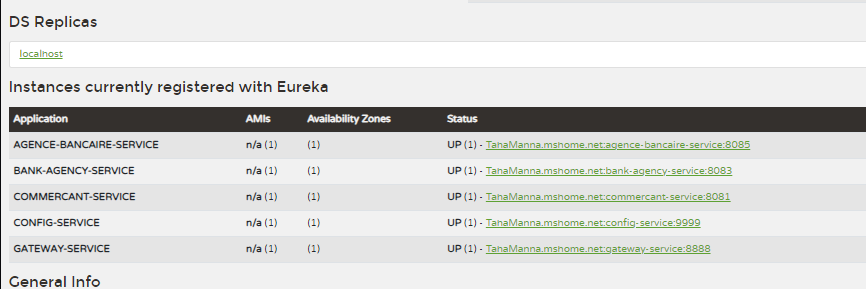 DS Replicas
localhost
Instances currently registered with Eureka
Application AMIs Availability Zones Status
AGENCE-BANCAIRE-SERVICE n/a (1) (1) UP (1) - TahaManna.mshome.net:agence-bancaire-service:8085
BANK-AGENCY-SERVICE n/a (1) (1) UP (1) - TahaManna.mshome.net:bank-agency-service:8083
COMMERCANT-SERVICE n/a (1) (1) UP (1) - TahaManna.mshome.net:commercant-service:8081
CONFIG-SERVICE n/a (1) (1) UP (1) - TahaManna.mshome.net:config-service:9999
GATEWAY-SERVICE n/a (1) (1) UP (1) - TahaManna.mshome.net:gateway-service:8888
General Info